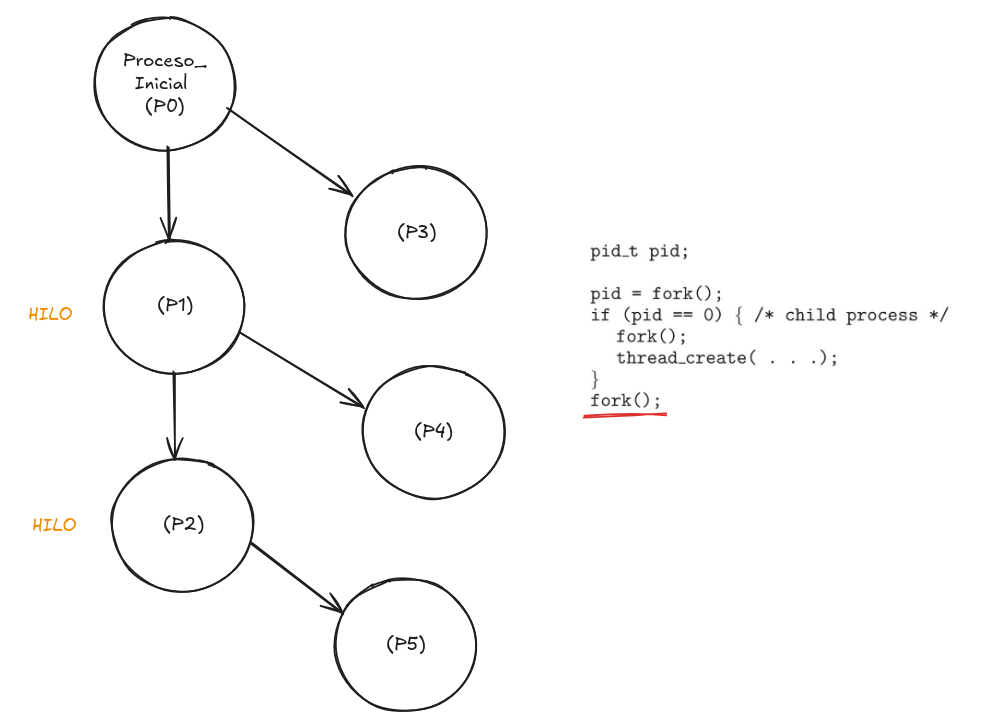 Proceso_
Inicial
(P0)
(P3)
HILO
(P1)
(P4)
HILO
(P2)
(P5)
pid_t pid;
pid = fork();
if (pid == 0) { /* child process */
fork();
thread_create( . . .);
}
fork();